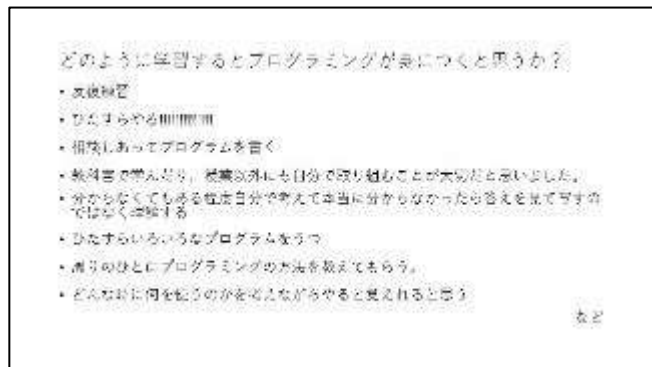 どのように学習するとプログラミングが身につくと思うか？
• 反復練習
• ひたすらやる!!!!!!!!!!!!!!!
• 相談しあってプログラムを書く
• 教科書で学んだり、授業以外にも自分で取り組むことが大切だと思いました。
• 分からなくてもある程度自分で考えて本当に分からなかったら答えを見て写すの
ではなく理解する
• ひたすらいろいろなプログラムをうつ
• 周りのひとにプログラミングの方法を教えてもらう。
• どんな時に何を使うのかを考えながらやると覚えれると思う
など